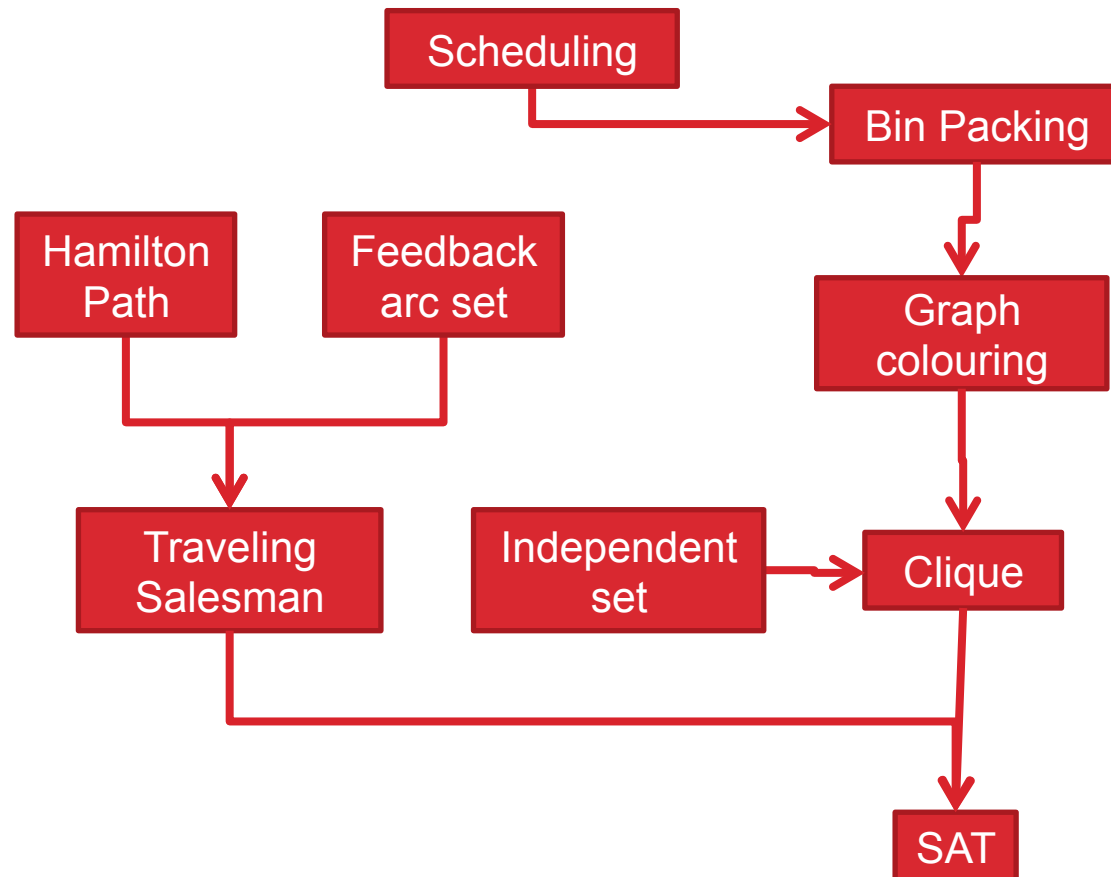 Scheduling
Bin Packing
Hamilton
Path
Feedback
arc set
Graph
colouring
Traveling
Salesman
Independent
set
Clique
SAT